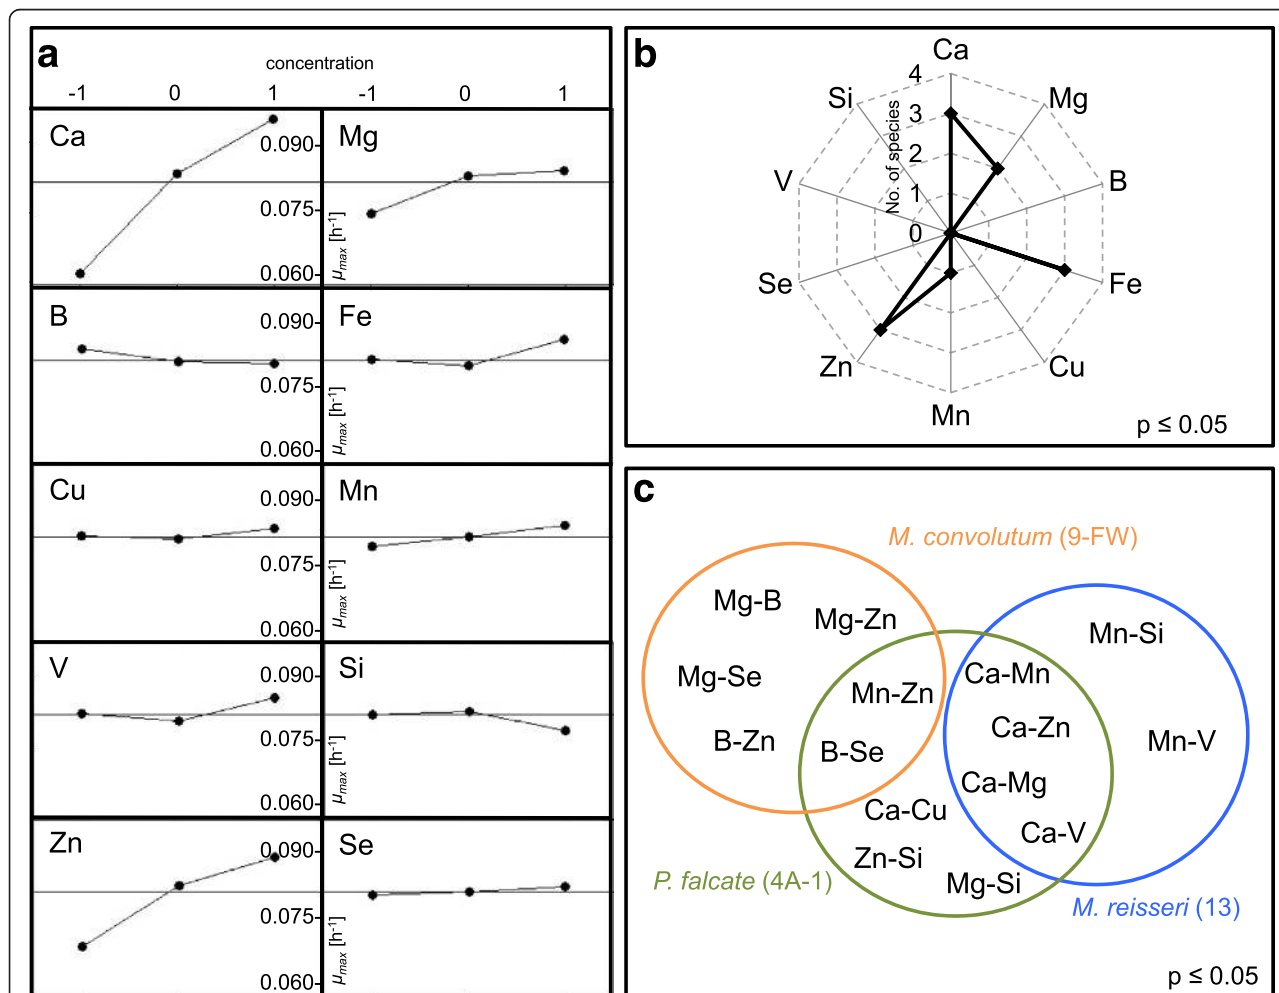 a
concentration
-1 0 1 -1 0 1
Ca 0.090 Mg
0.075
0.060
μmax [h-1]
B 0.090 Fe
0.075
0.060
μmax [h-1]
Cu 0.090 Mn
0.075
0.060
μmax [h-1]
V 0.090 Si
0.075
0.060
μmax [h-1]
Zn 0.090 Se
0.075
0.060
μmax [h-1]
b
Ca
Mg
B
Fe
Cu
Mn
Zn
Se
V
Si
4
3
2
1
0
No. of species
p ≤ 0.05
c
M. convolutum (9-FW)
Mg-B
Mg-Zn
Mg-Se
B-Zn
Mn-Zn
B-Se
Ca-Cu
Zn-Si
Mg-Si
Ca-Mn
Ca-Zn
Ca-Mg
Ca-V
Mn-Si
Mn-V
P. falcate (4A-1)
M. reisseri (13)
p ≤ 0.05